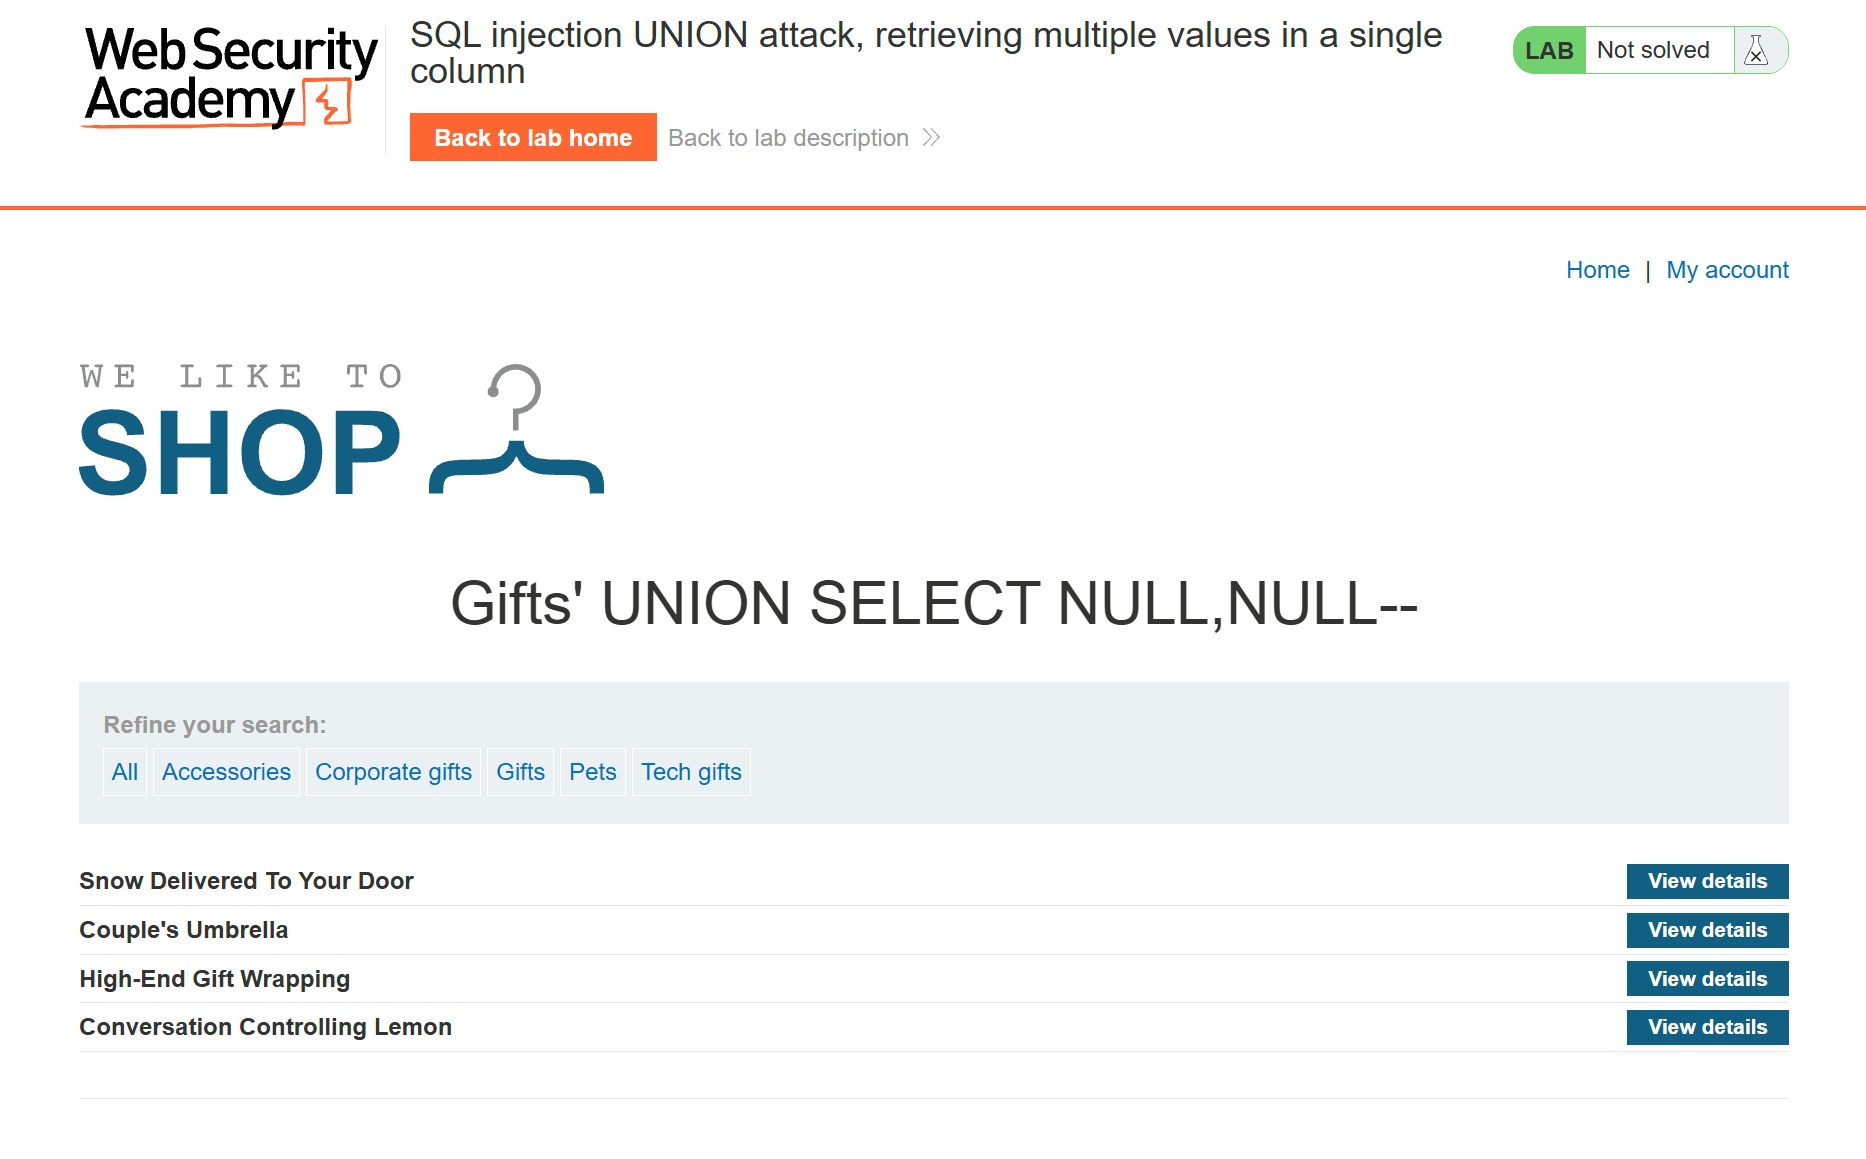 Web Security
Academy
SQL injection UNION attack, retrieving multiple values in a single
column
Back to lab home
Back to lab description
LAB Not solved
Home | My account
WE LIKE TO
SHOP
Gifts' UNION SELECT NULL,NULL--
Refine your search:
All Accessories Corporate gifts Gifts Pets Tech gifts
Snow Delivered To Your Door View details
Couple's Umbrella View details
High-End Gift Wrapping View details
Conversation Controlling Lemon View details